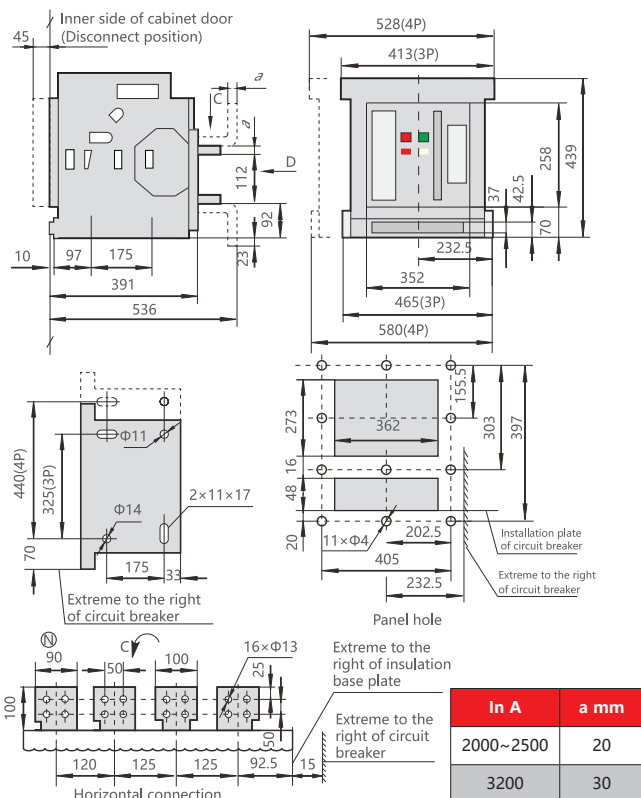 Inner side of cabinet door
(Disconnect position)
45
C
a
a
112
D
92
23
10
97
175
391
536
528(4P)
413(3P)
258
439
37
42.5
70
232.5
352
465(3P)
580(4P)
440(4P)
325(3P)
70
Φ11
Φ14
2×11×17
175
33
Extreme to the right
of circuit breaker
273
362
16
48
20
155.5
303
397
11×Φ4
202.5
405
232.5
Installation plate
of circuit breaker
Extreme to the right
of circuit breaker
Panel hole
N
C
90
50
100
16×Φ13
25
100
50
120
125
125
92.5
15
Extreme to the
right of insulation
base plate
Extreme to the
right of circuit
breaker
Horizontal connection
In A
a mm
2000~2500
20
3200
30